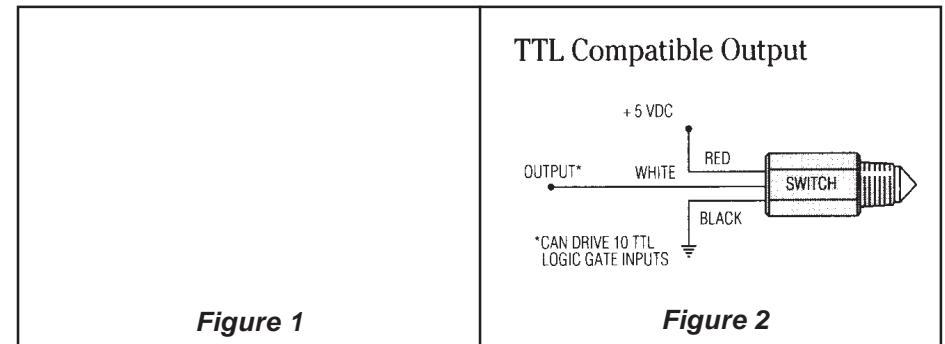 TTL Compatible Output
+ 5 VDC
RED
OUTPUT*
WHITE
SWITCH
BLACK
*CAN DRIVE 10 TTL
LOGIC GATE INPUTS
Figure 1
Figure 2